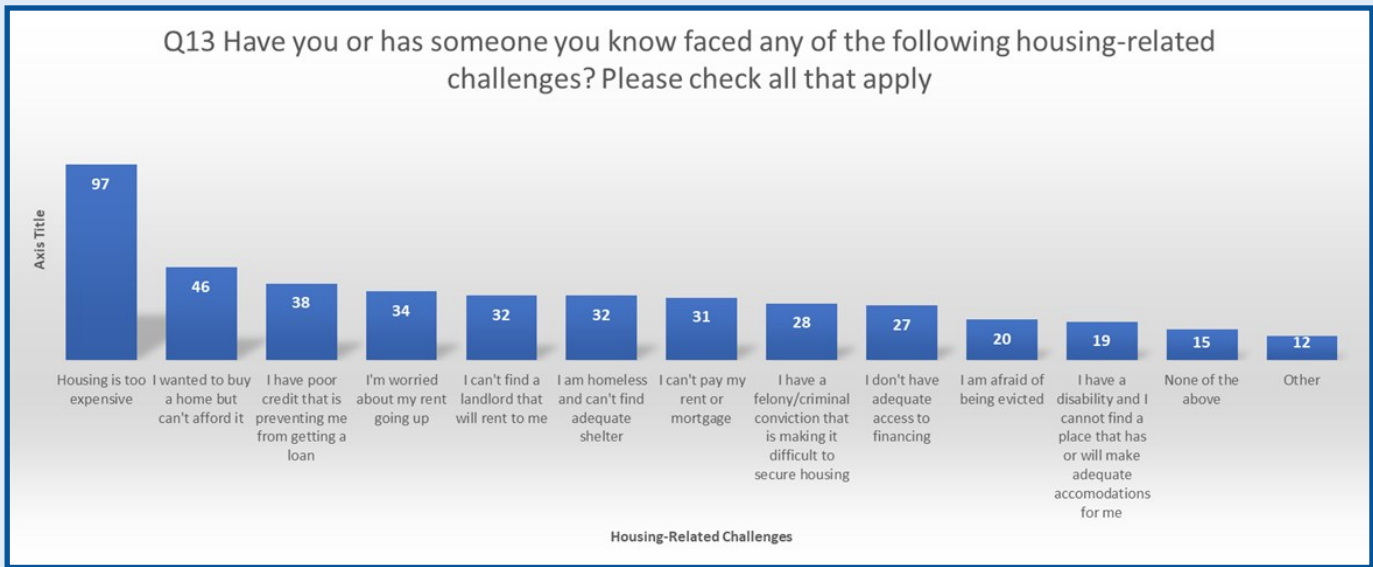 Q13 Have you or has someone you know faced any of the following housing-related
challenges? Please check all that apply
Axis Title
97
46
38
34
32
32
31
28
27
20
19
15
12
Housing is too
expensive
I wanted to buy
a home but
can't afford it
I have poor
credit that is
preventing me
from getting a
loan
I'm worried
about my rent
going up
I can't find a
landlord that
will rent to me
I am homeless
and can't find
adequate
shelter
I can't pay my
rent or
mortgage
I have a
felony/criminal
conviction that
is making it
difficult to
secure housing
I don't have
adequate
access to
financing
I am afraid of
being evicted
I have a
disability and I
cannot find a
place that has
or will make
adequate
accomodations
for me
None of the
above
Other
Housing-Related Challenges